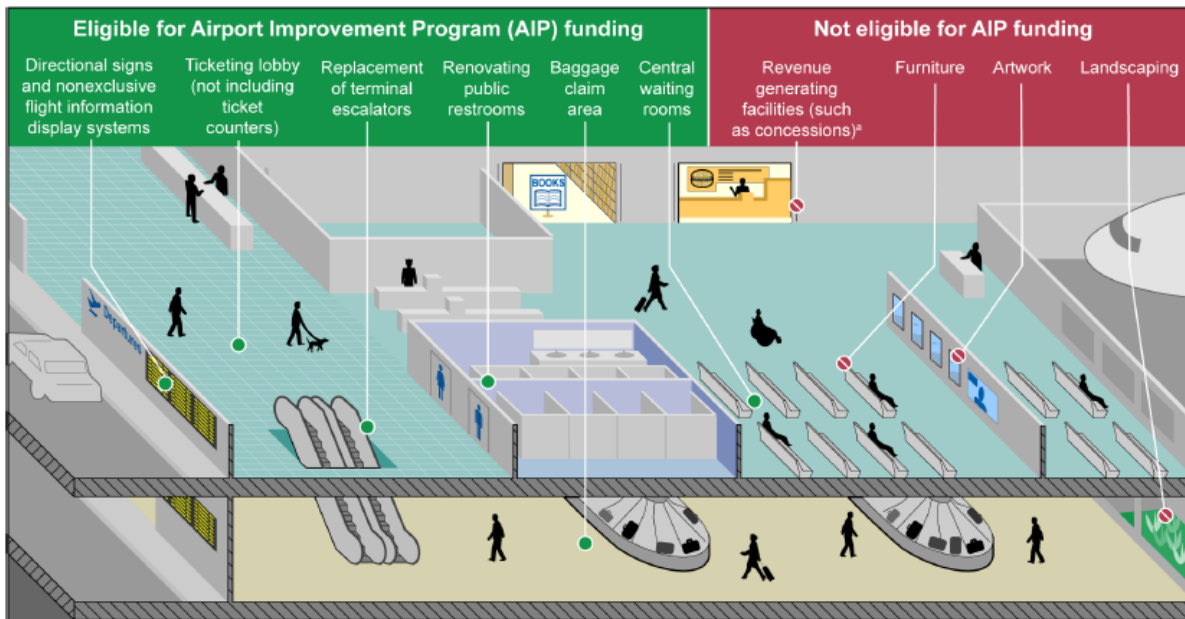 Eligible for Airport Improvement Program (AIP) funding
Not eligible for AIP funding
Directional signs
and nonexclusive
flight information
display systems
Ticketing lobby
(not including
ticket
counters)
Replacement
of terminal
escalators
Renovating
public
restrooms
Baggage
claim
area
Central
waiting
rooms
Revenue
generating
facilities (such
as concessions)ᵃ
Furniture
Artwork
Landscaping
BOOKS
Departures